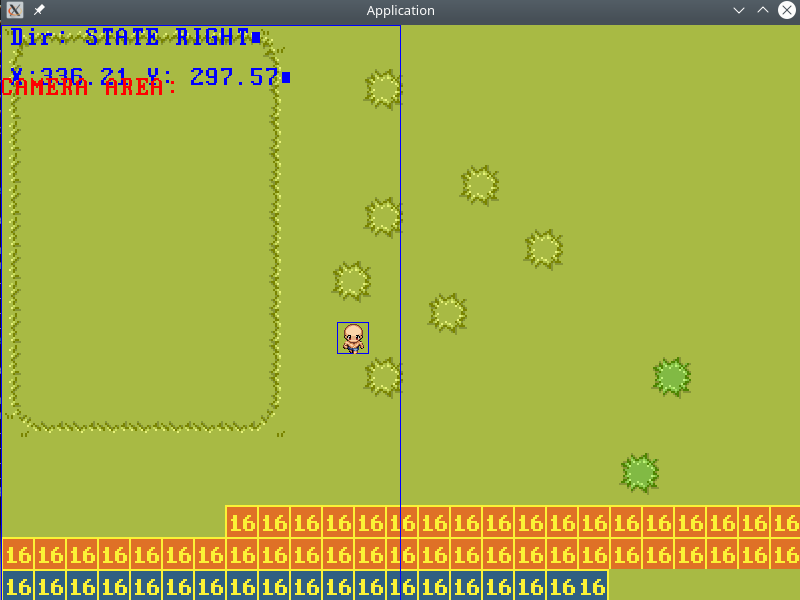 Application
Dir: STATE RIGHT
X:336.21 Y: 297.57
CAMERA AREA:
16 16 16 16 16 16 16 16 16 16 16 16 16 16 16 16 16 16
16 16 16 16 16 16 16 16 16 16 16 16 16 16 16 16 16 16 16 16 16 16 16 16 16
16 16 16 16 16 16 16 16 16 16 16 16 16 16 16 16 16 16 16